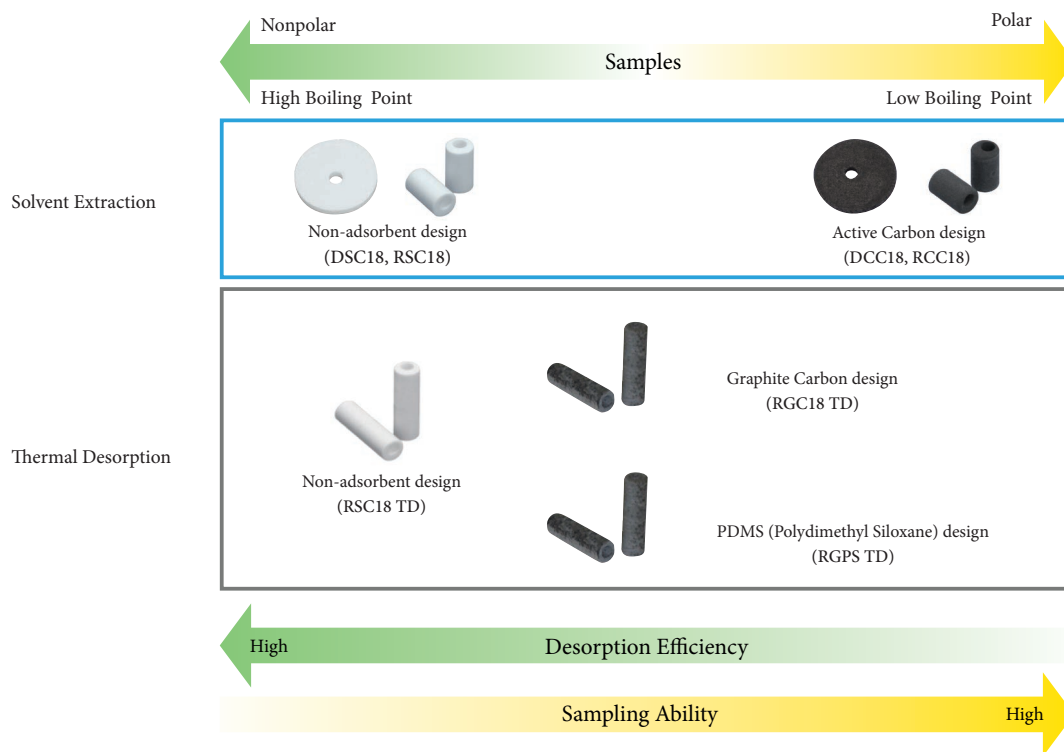 Nonpolar
Polar
Samples
High Boiling Point
Low Boiling Point
Solvent Extraction
Non-adsorbent design
(DSC18, RSC18)
Active Carbon design
(DCC18, RCC18)
Graphite Carbon design
(RGC18 TD)
Thermal Desorption
Non-adsorbent design
(RSC18 TD)
PDMS (Polydimethyl Siloxane) design
(RGPS TD)
High
Desorption Efficiency
Sampling Ability
High